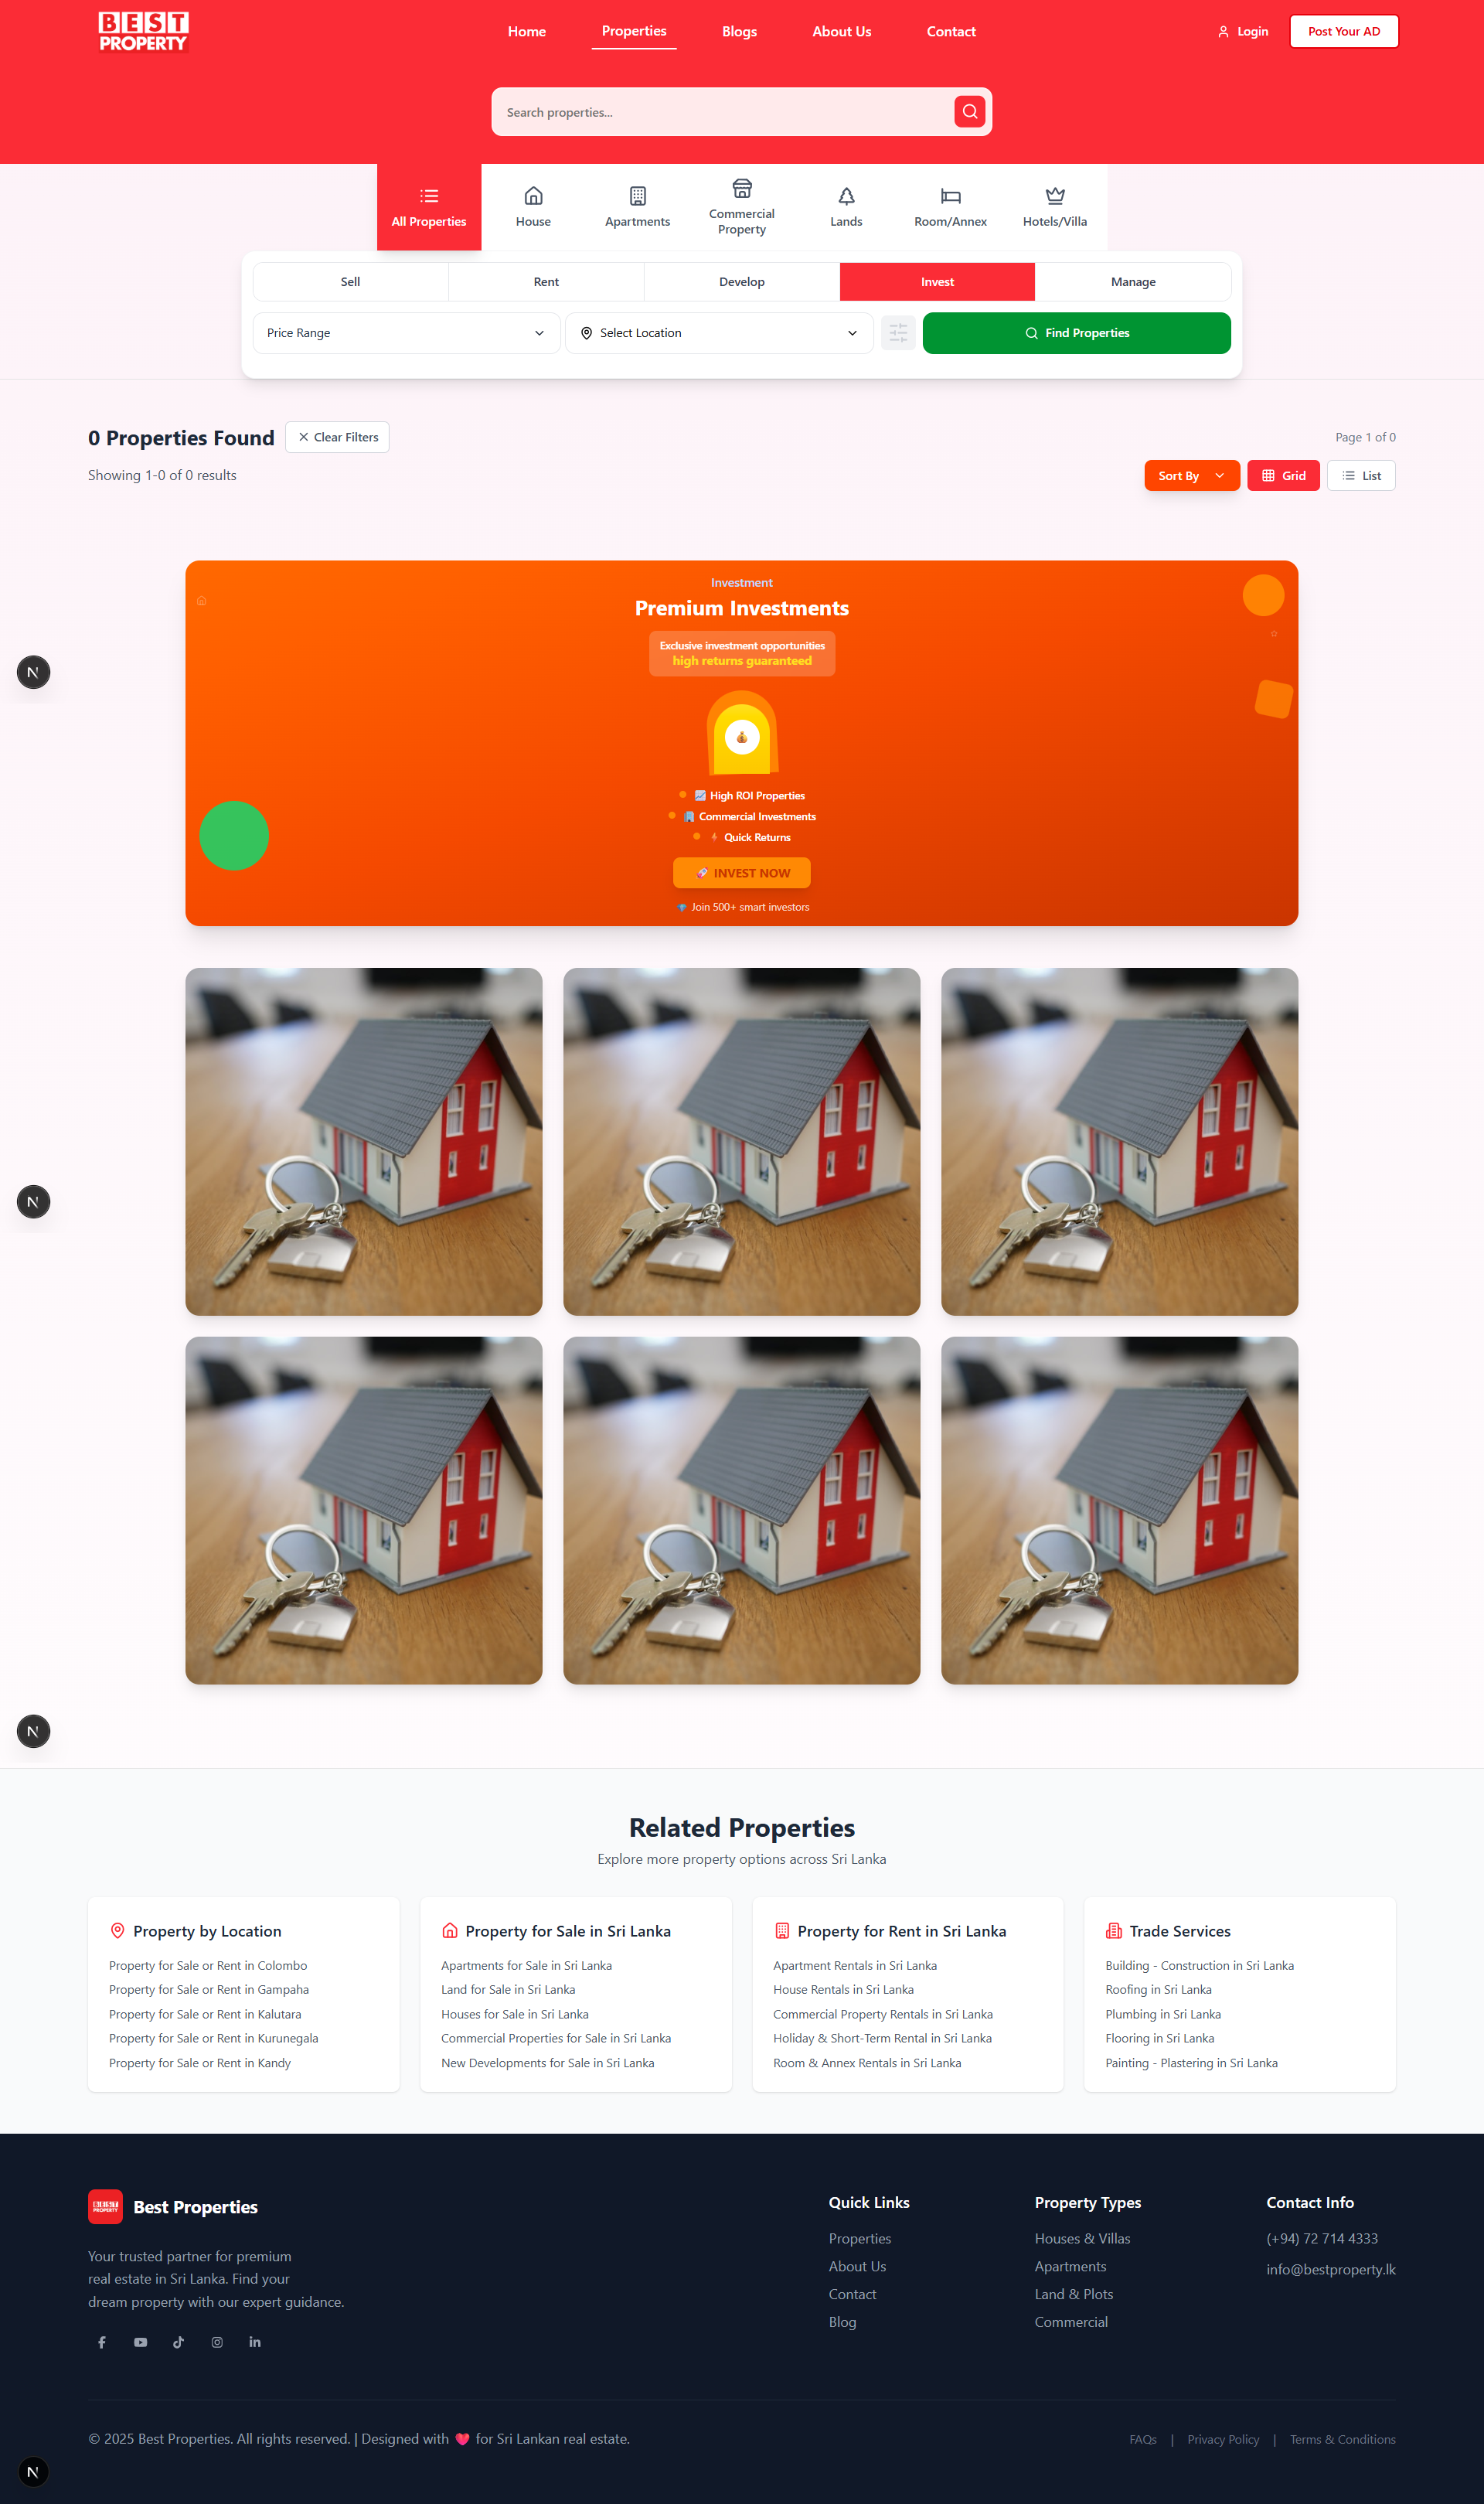 BEST
PROPERTY
Home
Properties
Blogs
About Us
Contact
Login
Post Your AD
Search properties...
All Properties
House
Apartments
Commercial
Property
Lands
Room/Annex
Hotels/Villa
Sell
Rent
Develop
Invest
Manage
Price Range
Select Location
Find Properties
0 Properties Found
Clear Filters
Page 1 of 0
Showing 1-0 of 0 results
Sort By
Grid
List
Investment
Premium Investments
Exclusive investment opportunities
high returns guaranteed
High ROI Properties
Commercial Investments
Quick Returns
INVEST NOW
Join 500+ smart investors
Related Properties
Explore more property options across Sri Lanka
Property by Location
Property for Sale or Rent in Colombo
Property for Sale or Rent in Gampaha
Property for Sale or Rent in Kalutara
Property for Sale or Rent in Kurunegala
Property for Sale or Rent in Kandy
Property for Sale in Sri Lanka
Apartments for Sale in Sri Lanka
Land for Sale in Sri Lanka
Houses for Sale in Sri Lanka
Commercial Properties for Sale in Sri Lanka
New Developments for Sale in Sri Lanka
Property for Rent in Sri Lanka
Apartment Rentals in Sri Lanka
House Rentals in Sri Lanka
Commercial Property Rentals in Sri Lanka
Holiday & Short-Term Rental in Sri Lanka
Room & Annex Rentals in Sri Lanka
Trade Services
Building - Construction in Sri Lanka
Roofing in Sri Lanka
Plumbing in Sri Lanka
Flooring in Sri Lanka
Painting - Plastering in Sri Lanka
BEST
PROPERTY
Best Properties
Your trusted partner for premium
real estate in Sri Lanka. Find your
dream property with our expert guidance.
Quick Links
Properties
About Us
Contact
Blog
Property Types
Houses & Villas
Apartments
Land & Plots
Commercial
Contact Info
(+94) 72 714 4333
info@bestproperty.lk
© 2025 Best Properties. All rights reserved. | Designed with ❤️ for Sri Lankan real estate.
FAQs | Privacy Policy | Terms & Conditions
N
N
N
N